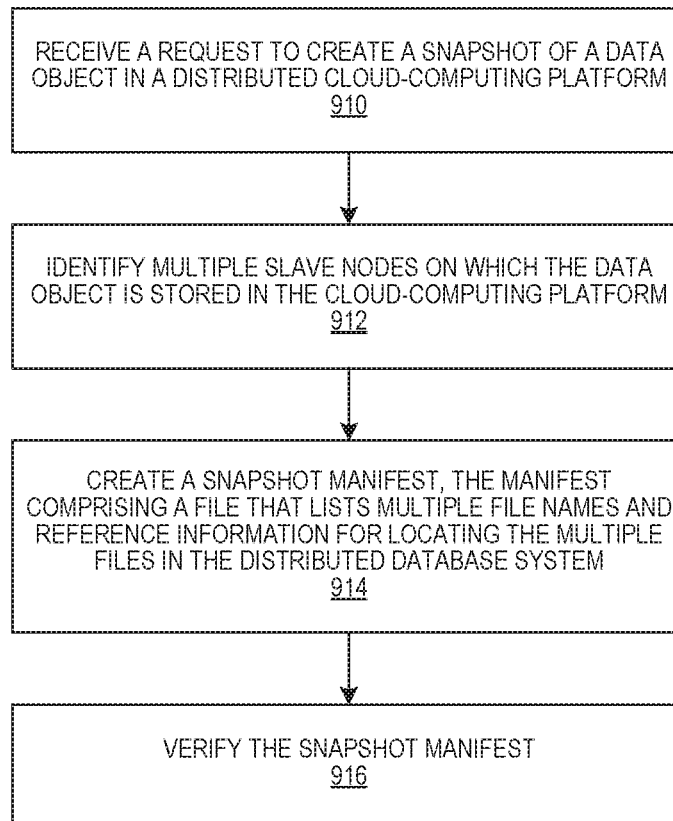 RECEIVE A REQUEST TO CREATE A SNAPSHOT OF A DATA
OBJECT IN A DISTRIBUTED CLOUD-COMPUTING PLATFORM
910
IDENTIFY MULTIPLE SLAVE NODES ON WHICH THE DATA
OBJECT IS STORED IN THE CLOUD-COMPUTING PLATFORM
912
CREATE A SNAPSHOT MANIFEST, THE MANIFEST
COMPRISING A FILE THAT LISTS MULTIPLE FILE NAMES AND
REFERENCE INFORMATION FOR LOCATING THE MULTIPLE
FILES IN THE DISTRIBUTED DATABASE SYSTEM
914
VERIFY THE SNAPSHOT MANIFEST
916